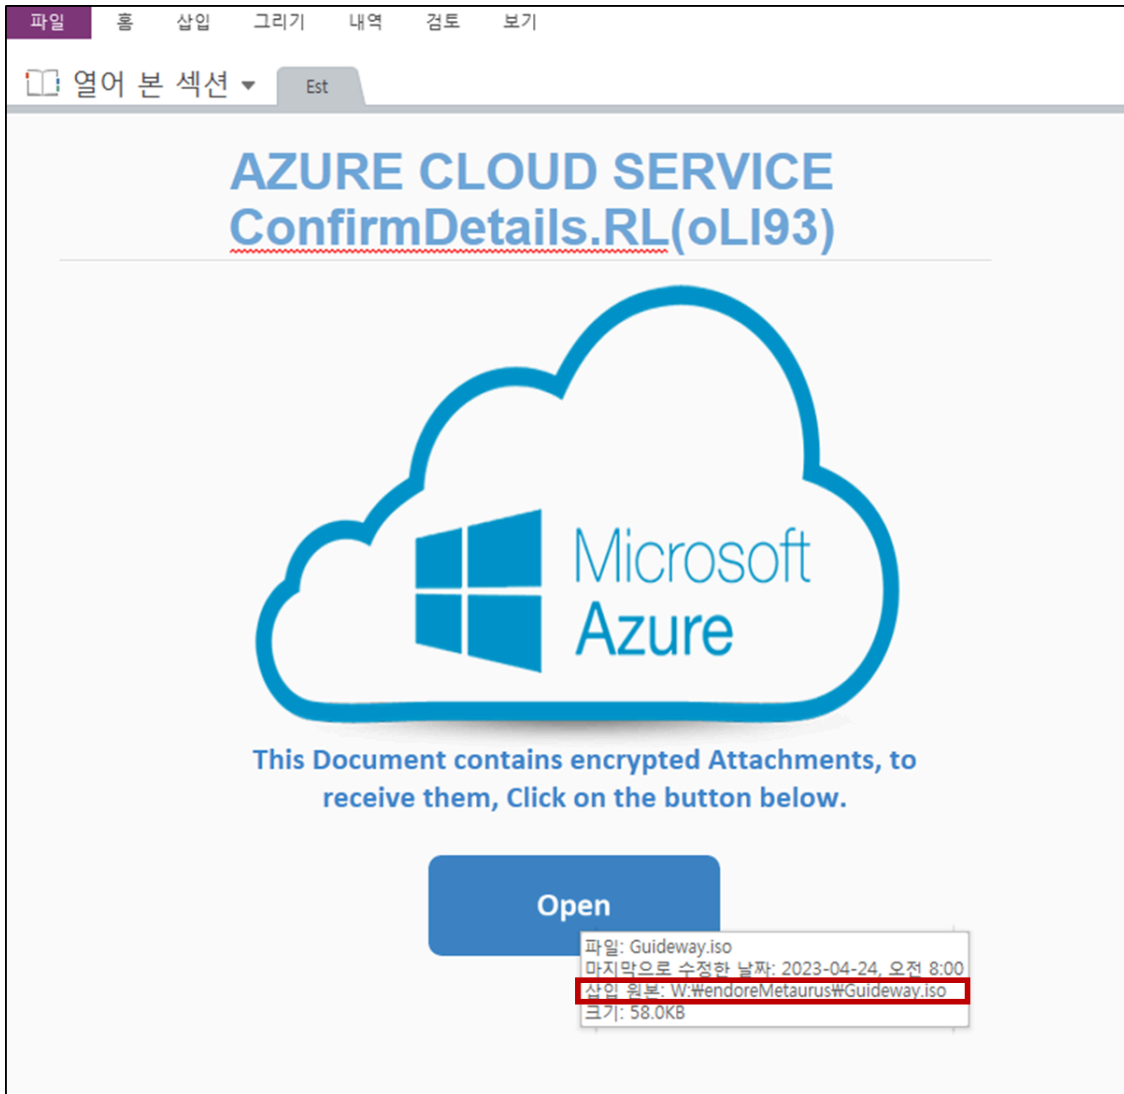 파일 홈 삽입 그리기 내역 검토 보기
열어 본 섹션 Est
AZURE CLOUD SERVICE
ConfirmDetails.RL(oLI93)
Microsoft
Azure
This Document contains encrypted Attachments, to
receive them, Click on the button below.
Open
파일: Guideway.iso
마지막으로 수정한 날짜: 2023-04-24, 오전 8:00
삽입 원본: W:₩endoreMetaurus₩Guideway.iso
크기: 58.0KB